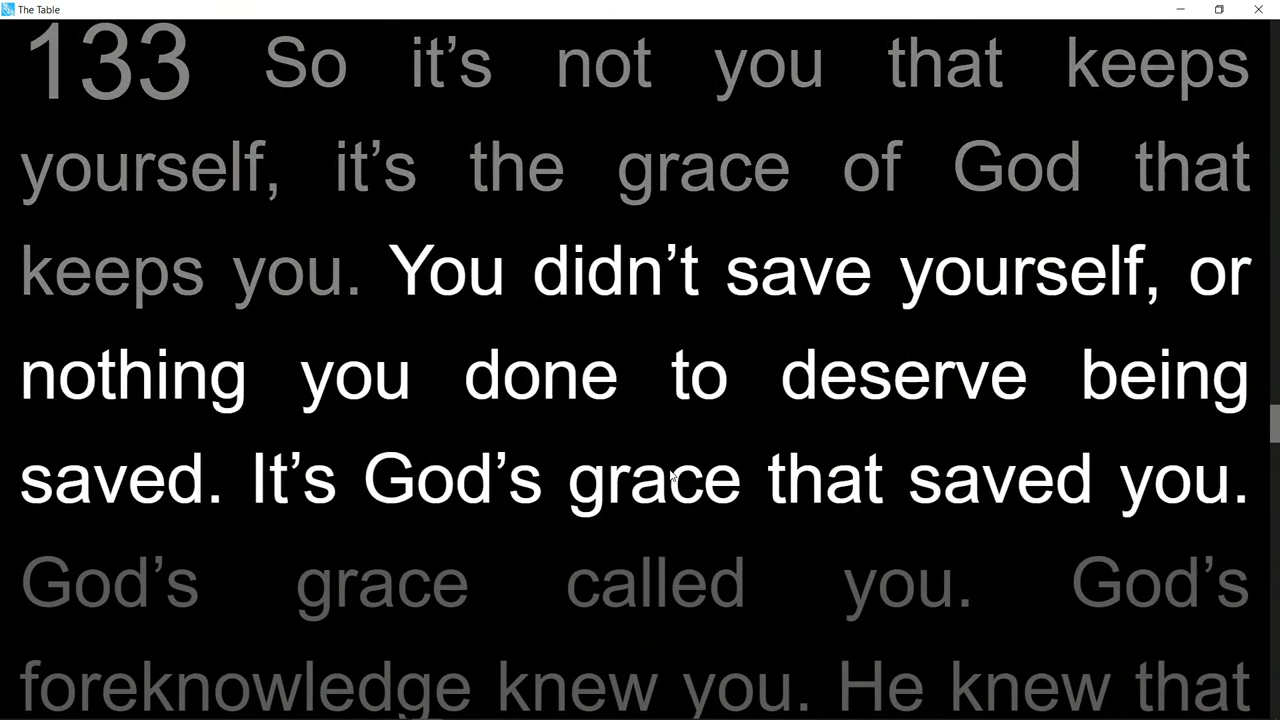 The Table
133 So it’s not you that keeps
yourself, it’s the grace of God that
keeps you. You didn’t save yourself, or
nothing you done to deserve being
saved. It’s God’s grace that saved you.
God’s grace called you. God’s
foreknowledge knew you. He knew that